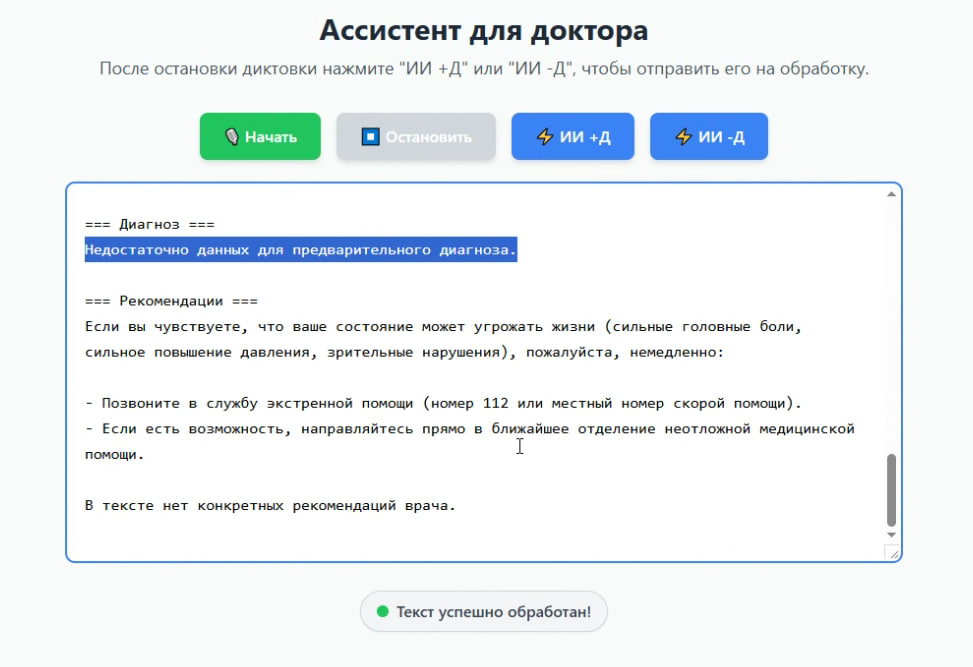 Ассистент для доктора
После остановки диктовки нажмите "ИИ +Д" или "ИИ -Д", чтобы отправить его на обработку.
Начать
Остановить
ИИ +Д
ИИ -Д
=== Диагноз ===
Недостаточно данных для предварительного диагноза.
=== Рекомендации ===
Если вы чувствуете, что ваше состояние может угрожать жизни (сильные головные боли,
сильное повышение давления, зрительные нарушения), пожалуйста, немедленно:
- Позвоните в службу экстренной помощи (номер 112 или местный номер скорой помощи).
- Если есть возможность, направляйтесь прямо в ближайшее отделение неотложной медицинской
помощи.
В тексте нет конкретных рекомендаций врача.
Текст успешно обработан!